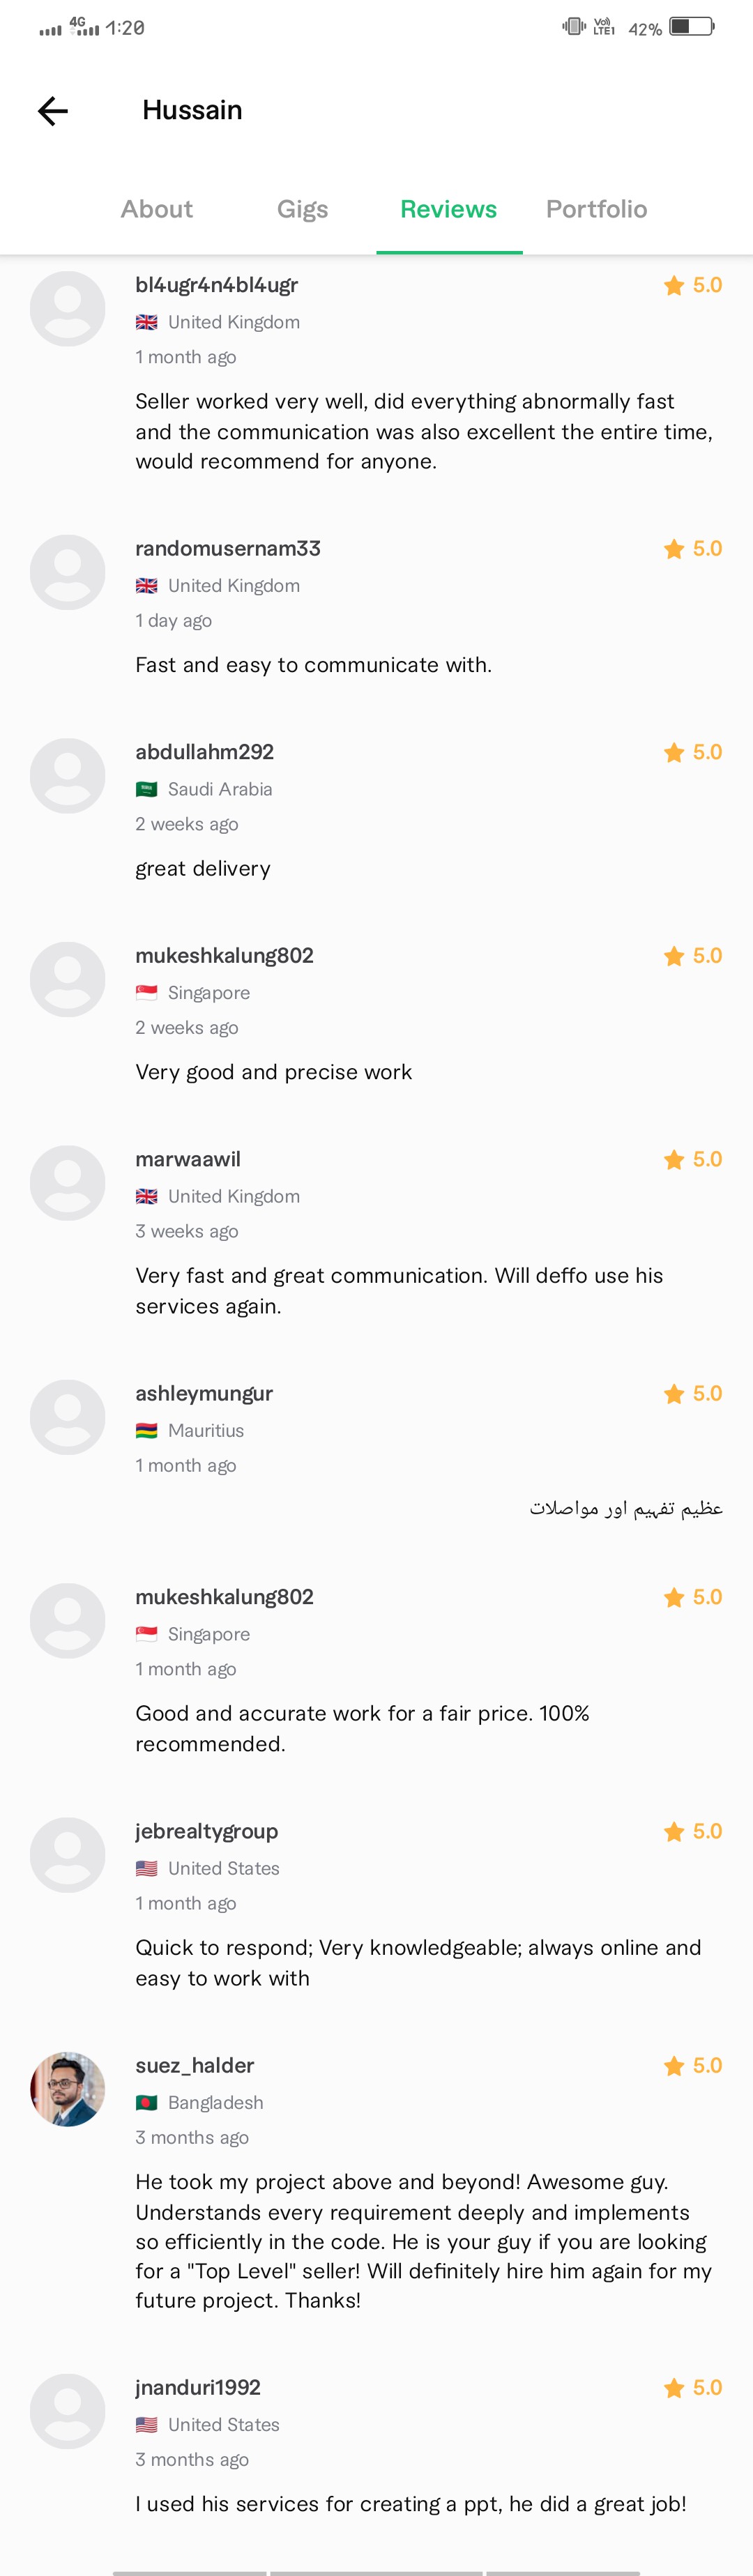 4G 1:20 Vo) LTE1 42%
Hussain
About Gigs Reviews Portfolio
bl4ugr4n4bl4ugr 5.0
United Kingdom
1 month ago
Seller worked very well, did everything abnormally fast
and the communication was also excellent the entire time,
would recommend for anyone.
randomusernam33 5.0
United Kingdom
1 day ago
Fast and easy to communicate with.
abdullahm292 5.0
Saudi Arabia
2 weeks ago
great delivery
mukeshkalung802 5.0
Singapore
2 weeks ago
Very good and precise work
marwaawil 5.0
United Kingdom
3 weeks ago
Very fast and great communication. Will deffo use his
services again.
ashleymungur 5.0
Mauritius
1 month ago
عظیم تفہیم اور مواصلات
mukeshkalung802 5.0
Singapore
1 month ago
Good and accurate work for a fair price. 100%
recommended.
jebrealtygroup 5.0
United States
1 month ago
Quick to respond; Very knowledgeable; always online and
easy to work with
suez_halder 5.0
Bangladesh
3 months ago
He took my project above and beyond! Awesome guy.
Understands every requirement deeply and implements
so efficiently in the code. He is your guy if you are looking
for a "Top Level" seller! Will definitely hire him again for my
future project. Thanks!
jnanduri1992 5.0
United States
3 months ago
I used his services for creating a ppt, he did a great job!